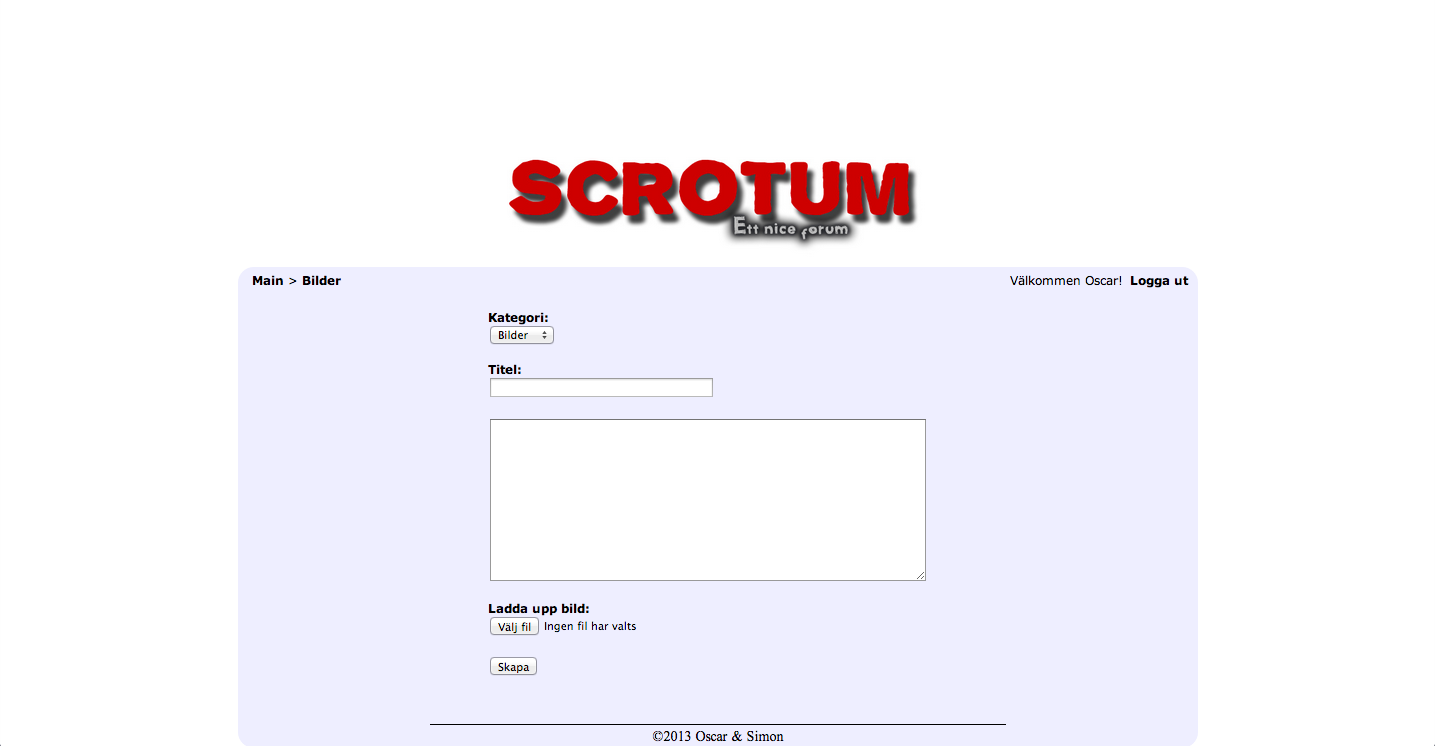 SCROTUM
Ett nice forum
Main > Bilder
Välkommen Oscar! Logga ut
Kategori:
Bilder
Titel:
Ladda upp bild:
Välj fil Ingen fil har valts
Skapa
©2013 Oscar & Simon